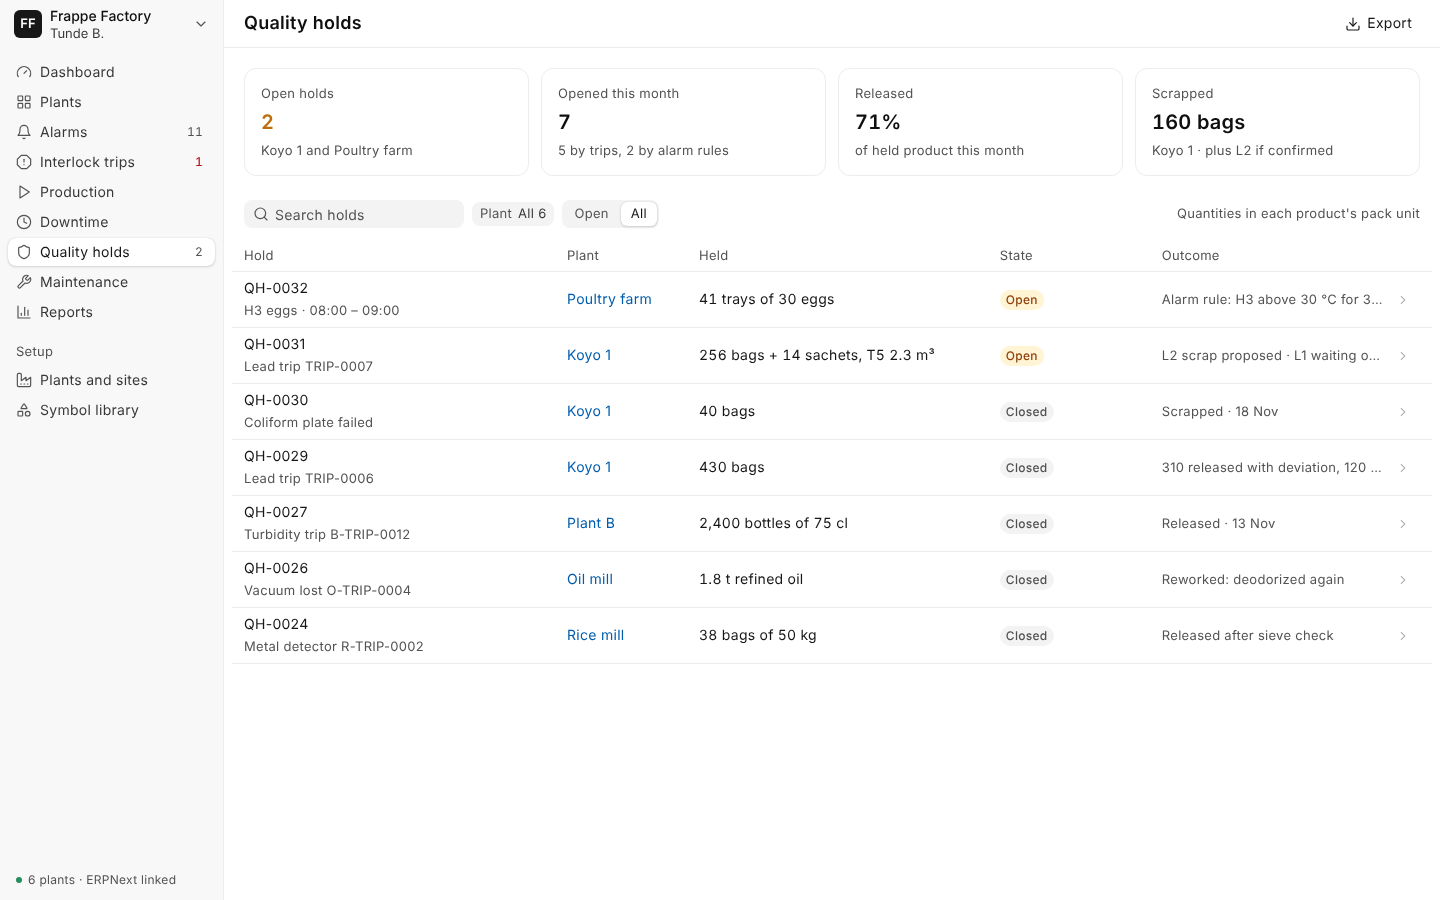 FF
Frappe Factory
Tunde B.
Dashboard
Plants
Alarms 11
Interlock trips 1
Production
Downtime
Quality holds 2
Maintenance
Reports
Setup
Plants and sites
Symbol library
6 plants · ERPNext linked
Quality holds
Export
Open holds
2
Koyo 1 and Poultry farm
Opened this month
7
5 by trips, 2 by alarm rules
Released
71%
of held product this month
Scrapped
160 bags
Koyo 1 · plus L2 if confirmed
Search holds
Plant All 6
Open All
Quantities in each product's pack unit
Hold Plant Held State Outcome
QH-0032
H3 eggs · 08:00 – 09:00
Poultry farm
41 trays of 30 eggs
Open
Alarm rule: H3 above 30 °C for 3...
QH-0031
Lead trip TRIP-0007
Koyo 1
256 bags + 14 sachets, T5 2.3 m³
Open
L2 scrap proposed · L1 waiting o...
QH-0030
Coliform plate failed
Koyo 1
40 bags
Closed
Scrapped · 18 Nov
QH-0029
Lead trip TRIP-0006
Koyo 1
430 bags
Closed
310 released with deviation, 120 ...
QH-0027
Turbidity trip B-TRIP-0012
Plant B
2,400 bottles of 75 cl
Closed
Released · 13 Nov
QH-0026
Vacuum lost O-TRIP-0004
Oil mill
1.8 t refined oil
Closed
Reworked: deodorized again
QH-0024
Metal detector R-TRIP-0002
Rice mill
38 bags of 50 kg
Closed
Released after sieve check